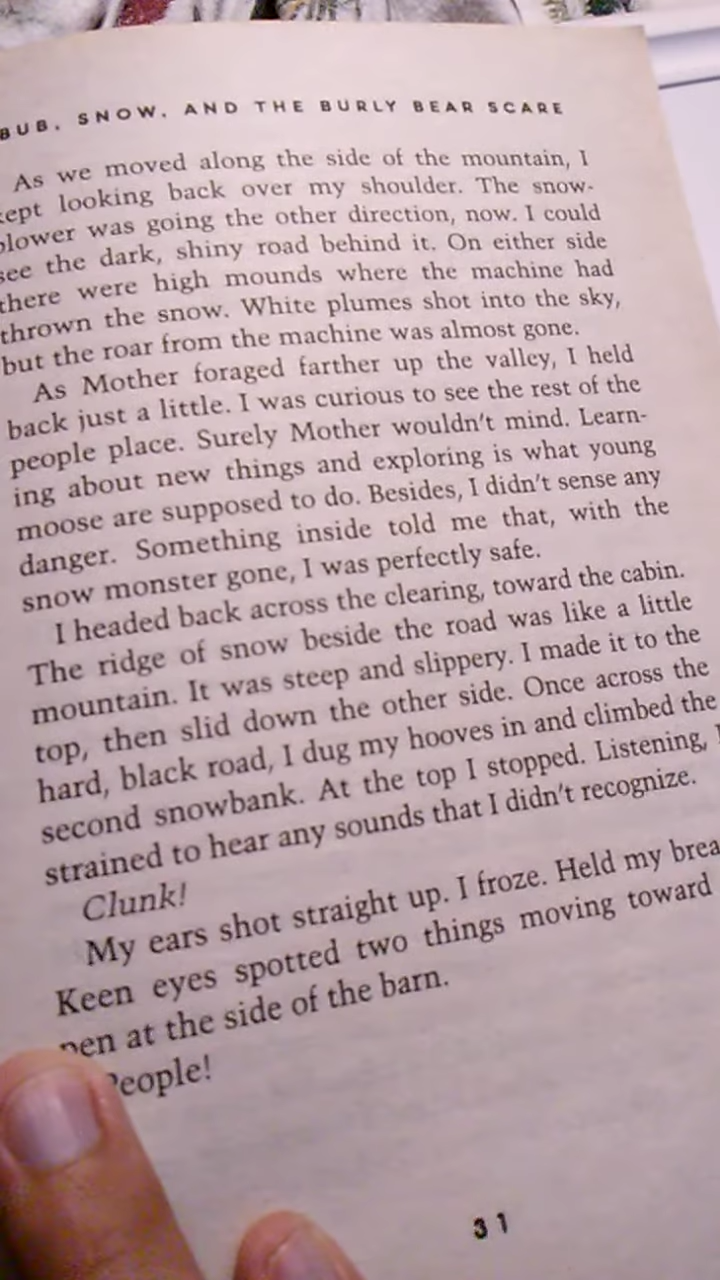 BUB, SNOW, AND THE BURLY BEAR SCARE
As we moved along the side of the mountain, I
kept looking back over my shoulder. The snow-
blower was going the other direction, now. I could
see the dark, shiny road behind it. On either side
there were high mounds where the machine had
thrown the snow. White plumes shot into the sky,
but the roar from the machine was almost gone.
As Mother foraged farther up the valley, I held
back just a little. I was curious to see the rest of the
people place. Surely Mother wouldn't mind. Learn-
ing about new things and exploring is what young
moose are supposed to do. Besides, I didn't sense any
danger. Something inside told me that, with the
snow monster gone, I was perfectly safe.
I headed back across the clearing, toward the cabin.
The ridge of snow beside the road was like a little
mountain. It was steep and slippery. I made it to the
top, then slid down the other side. Once across the
hard, black road, I dug my hooves in and climbed the
second snowbank. At the top I stopped. Listening, I
strained to hear any sounds that I didn't recognize.
Clunk!
My ears shot straight up. I froze. Held my brea
Keen eyes spotted two things moving toward
pen at the side of the barn.
People!
31